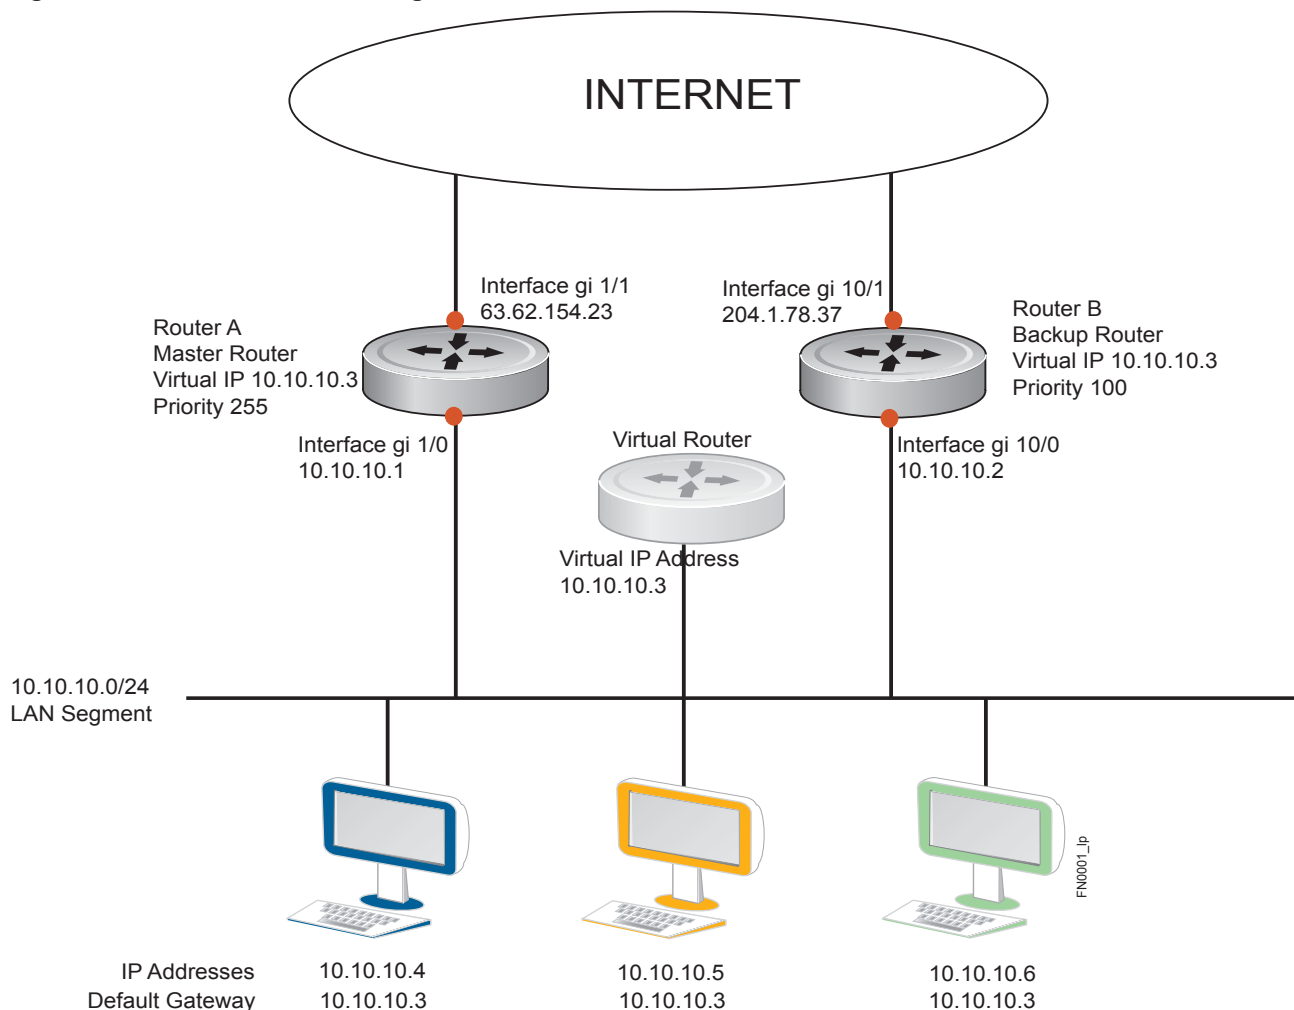 INTERNET
Interface gi 1/1
63.62.154.23
Interface gi 10/1
204.1.78.37
Router A
Master Router
Virtual IP 10.10.10.3
Priority 255
Router B
Backup Router
Virtual IP 10.10.10.3
Priority 100
Interface gi 1/0
10.10.10.1
Virtual Router
Interface gi 10/0
10.10.10.2
Virtual IP Address
10.10.10.3
10.10.10.0/24
LAN Segment
FN0001_lp
IP Addresses 10.10.10.4 10.10.10.5 10.10.10.6
Default Gateway 10.10.10.3 10.10.10.3 10.10.10.3